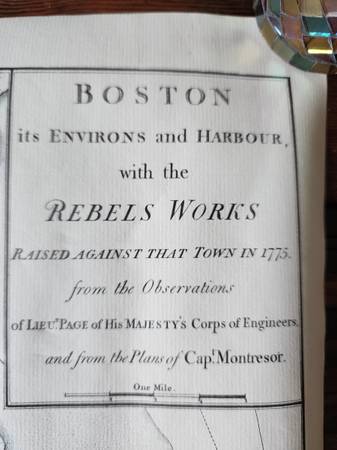 BOSTON
its ENVIRONS and HARBOUR,
with the
REBELS WORKS
RAISED AGAINST THAT TOWN IN 1775.
from the Observations
of LIEUT. PAGE of HIS MAJESTY'S Corps of Engineers,
and from the Plans of Capt. Montresor.
One Mile.